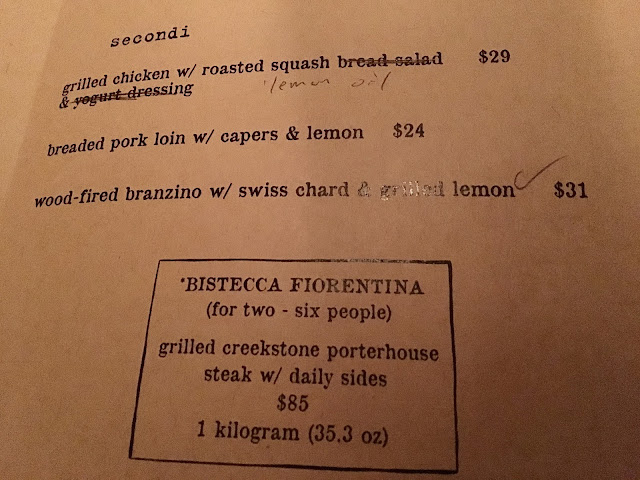 secondi
grilled chicken w/ roasted squash bread salad $29
& yogurt dressing lemon oil
breaded pork loin w/ capers & lemon $24
wood-fired branzino w/ swiss chard & grilled lemon $31
*BISTECCA FIORENTINA
(for two - six people)
grilled creekstone porterhouse
steak w/ daily sides
$85
1 kilogram (35.3 oz)